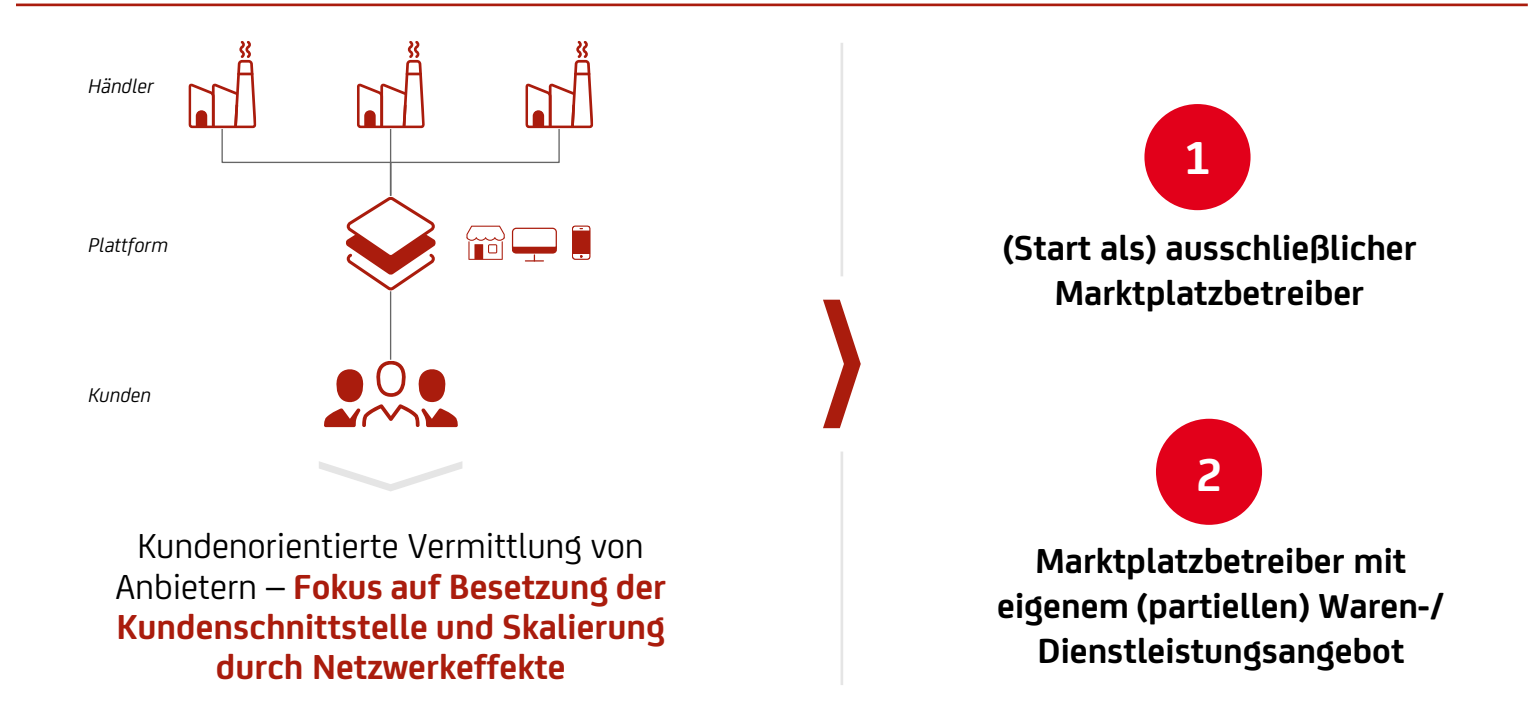 Händler
Plattform
Kunden
Kundenorientierte Vermittlung von
Anbietern – Fokus auf Besetzung der
Kundenschnittstelle und Skalierung
durch Netzwerkeffekte
1
(Start als) ausschließlicher
Marktplatzbetreiber
2
Marktplatzbetreiber mit
eigenem (partiellen) Waren-/
Dienstleistungsangebot